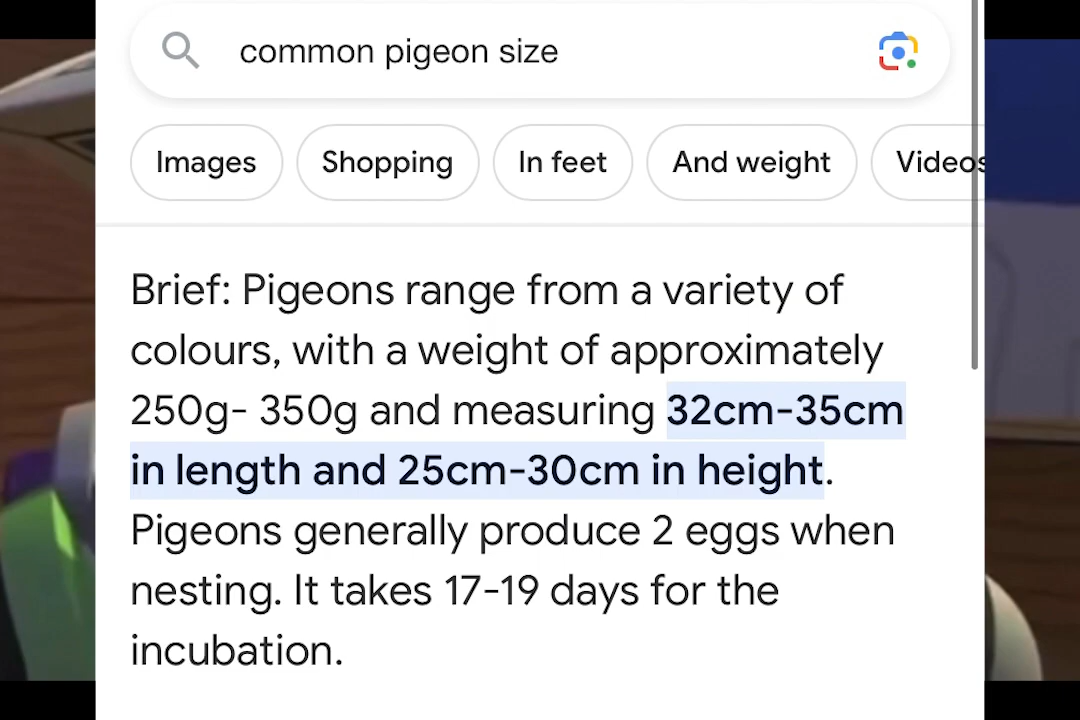 common pigeon size
Images Shopping In feet And weight Videos
Brief: Pigeons range from a variety of
colours, with a weight of approximately
250g- 350g and measuring 32cm-35cm
in length and 25cm-30cm in height.
Pigeons generally produce 2 eggs when
nesting. It takes 17-19 days for the
incubation.